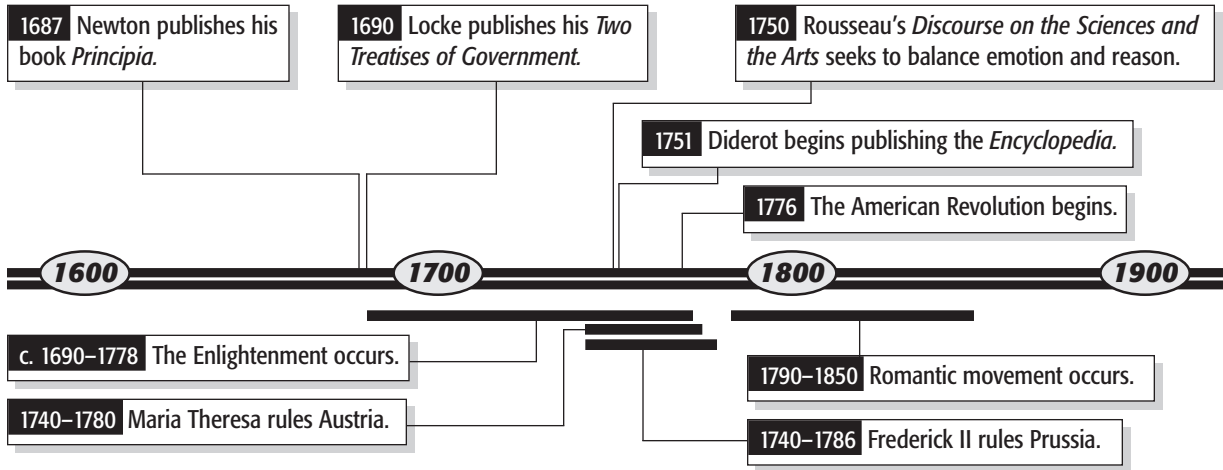 1687 Newton publishes his
book Principia.
1690 Locke publishes his Two
Treatises of Government.
1750 Rousseau's Discourse on the Sciences and
the Arts seeks to balance emotion and reason.
1751 Diderot begins publishing the Encyclopedia.
1776 The American Revolution begins.
1600
1700
1800
1900
c. 1690–1778 The Enlightenment occurs.
1740–1780 Maria Theresa rules Austria.
1790–1850 Romantic movement occurs.
1740–1786 Frederick II rules Prussia.